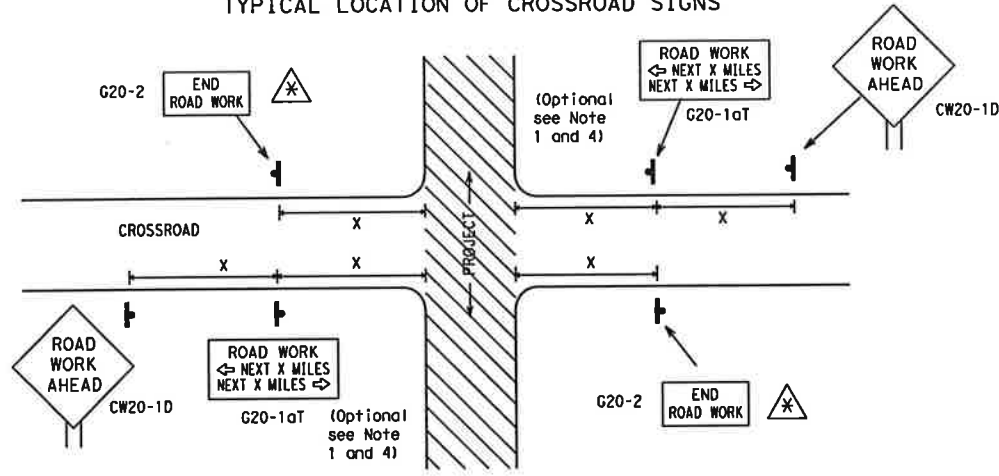 TYPICAL LOCATION OF CROSSROAD SIGNS
G20-2
END
ROAD WORK
*
(Optional
see Note
1 and 4)
ROAD WORK
⇦ NEXT X MILES
NEXT X MILES ⇨
G20-1aT
ROAD
WORK
AHEAD
CW20-1D
X
X
X
CROSSROAD
PROJECT
X
X
X
ROAD
WORK
AHEAD
CW20-1D
ROAD WORK
⇦ NEXT X MILES
NEXT X MILES ⇨
G20-1aT
(Optional
see Note
1 and 4)
G20-2
END
ROAD WORK
*